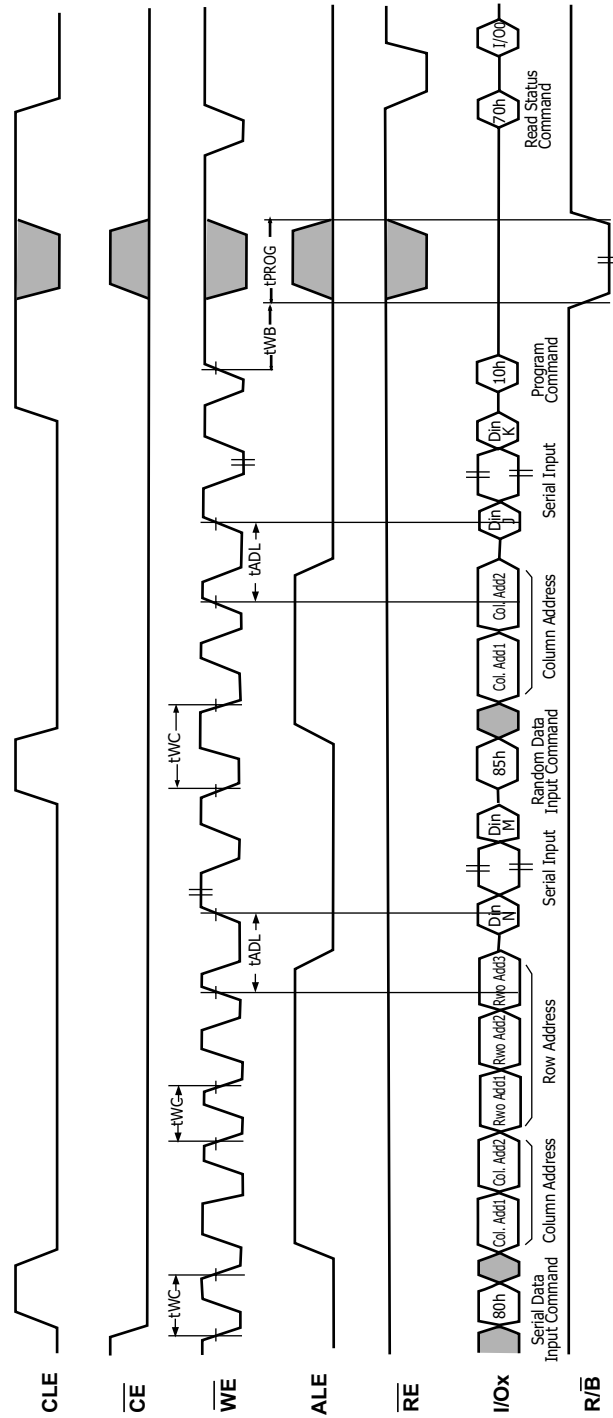 CLE
CE
WE
tWC
tWC
tADL
tWC
tADL
tWB
tPROG
ALE
RE
I/Ox
80h
Col. Add1
Col. Add2
Rwo Add1
Rwo Add2
Rwo Add3
Din
N
Din
M
85h
Col. Add1
Col. Add2
Din
J
Din
K
10h
70h
I/O0
Serial Data
Input Command
Column Address
Row Address
Serial Input
Random Data
Input Command
Column Address
Serial Input
Program
Command
Read Status
Command
R/B